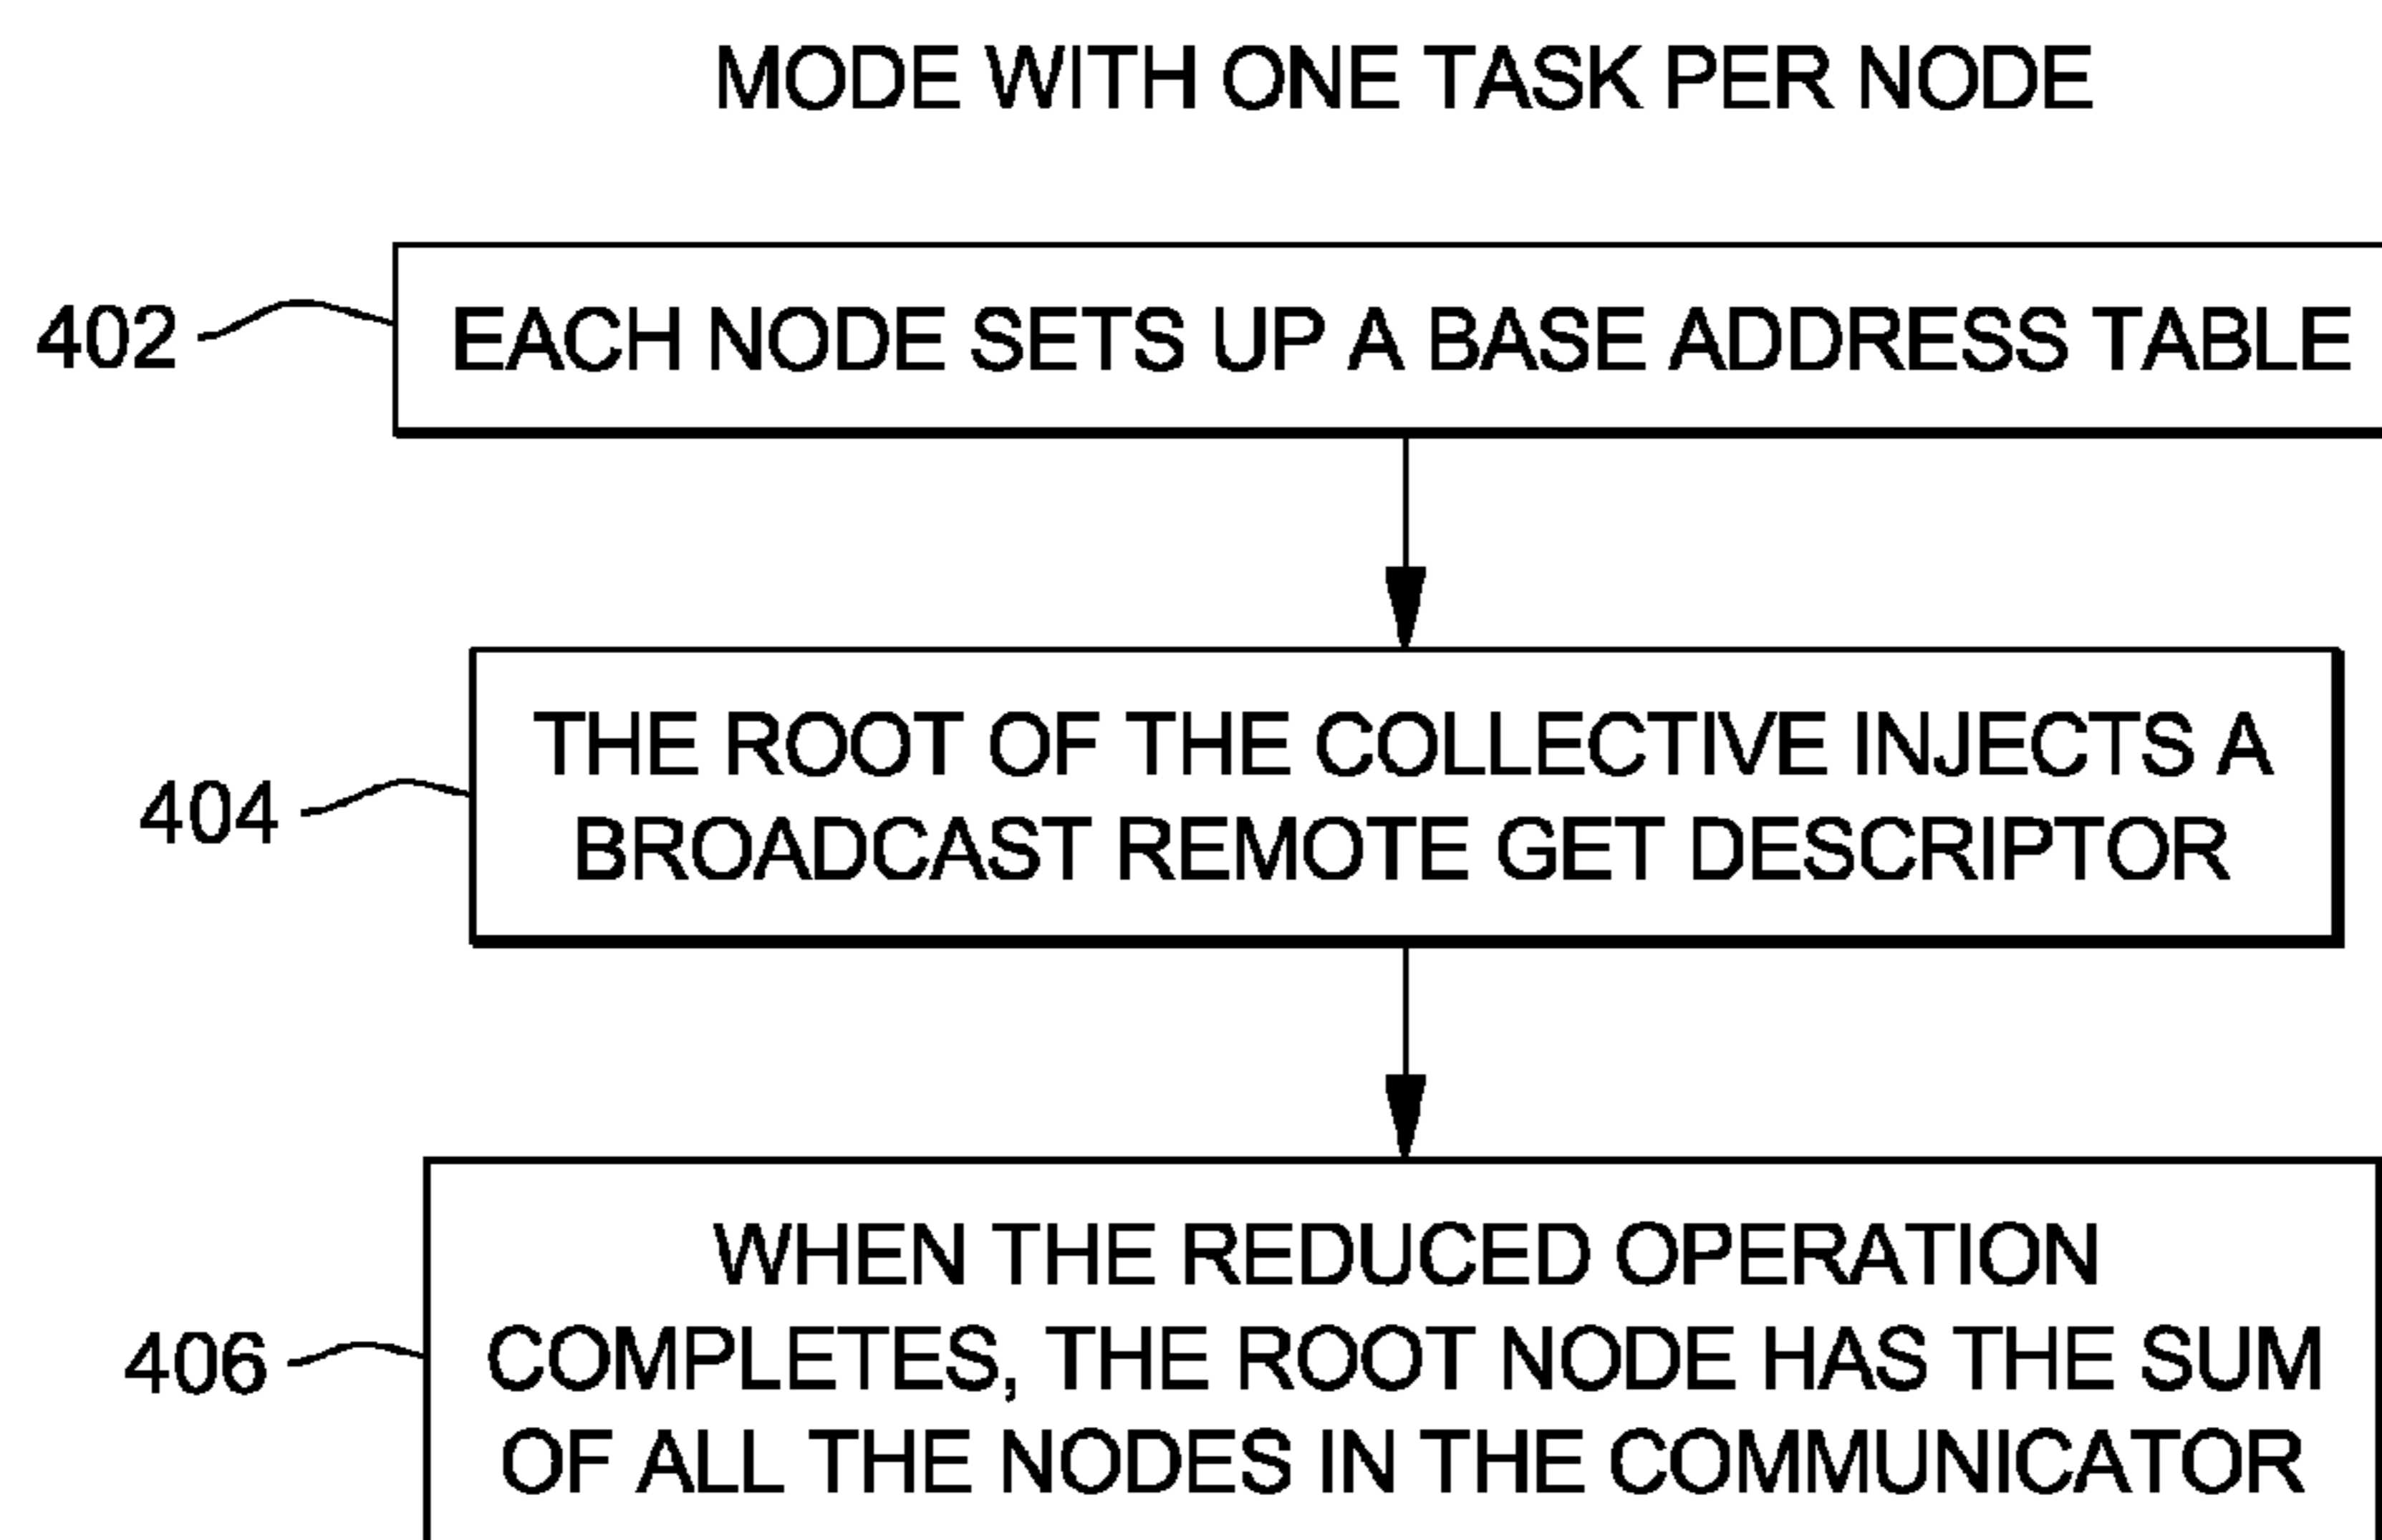 MODE WITH ONE TASK PER NODE
402
EACH NODE SETS UP A BASE ADDRESS TABLE
404
THE ROOT OF THE COLLECTIVE INJECTS A
BROADCAST REMOTE GET DESCRIPTOR
406
WHEN THE REDUCED OPERATION
COMPLETES, THE ROOT NODE HAS THE SUM
OF ALL THE NODES IN THE COMMUNICATOR